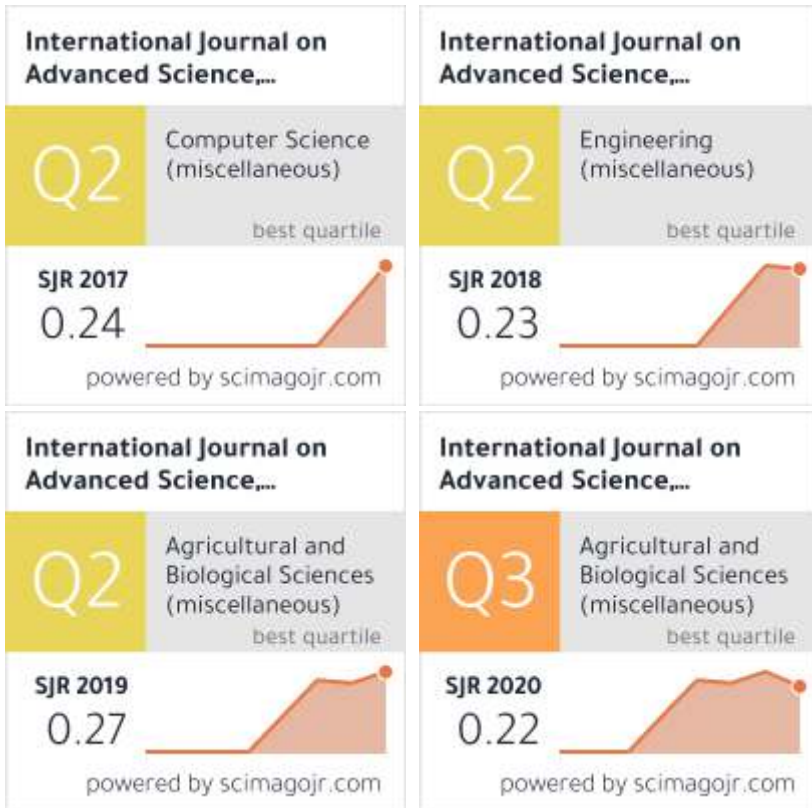 International Journal on
Advanced Science,...
Q2
Computer Science
(miscellaneous)
best quartile
SJR 2017
0.24
powered by scimagojr.com
International Journal on
Advanced Science,...
Q2
Engineering
(miscellaneous)
best quartile
SJR 2018
0.23
powered by scimagojr.com
International Journal on
Advanced Science,...
Q2
Agricultural and
Biological Sciences
(miscellaneous)
best quartile
SJR 2019
0.27
powered by scimagojr.com
International Journal on
Advanced Science,...
Q3
Agricultural and
Biological Sciences
(miscellaneous)
best quartile
SJR 2020
0.22
powered by scimagojr.com